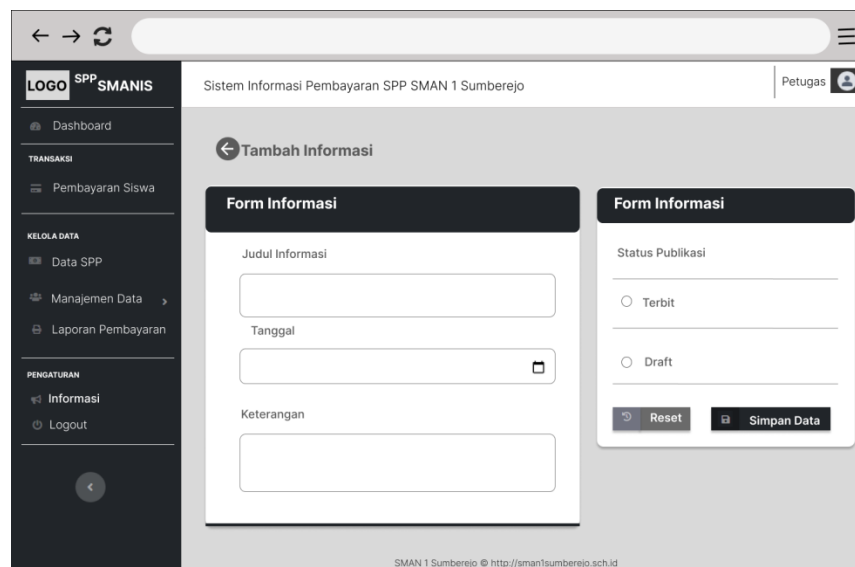 LOGO SPP SMANIS
Sistem Informasi Pembayaran SPP SMAN 1 Sumberejo
Petugas
Dashboard
TRANSAKSI
Pembayaran Siswa
KELOLA DATA
Data SPP
Manajemen Data
Laporan Pembayaran
PENGATURAN
Informasi
Logout
Tambah Informasi
Form Informasi
Judul Informasi
Tanggal
Keterangan
Form Informasi
Status Publikasi
Terbit
Draft
Reset
Simpan Data
SMAN 1 Sumberejo © http://sman1sumberejo.sch.id